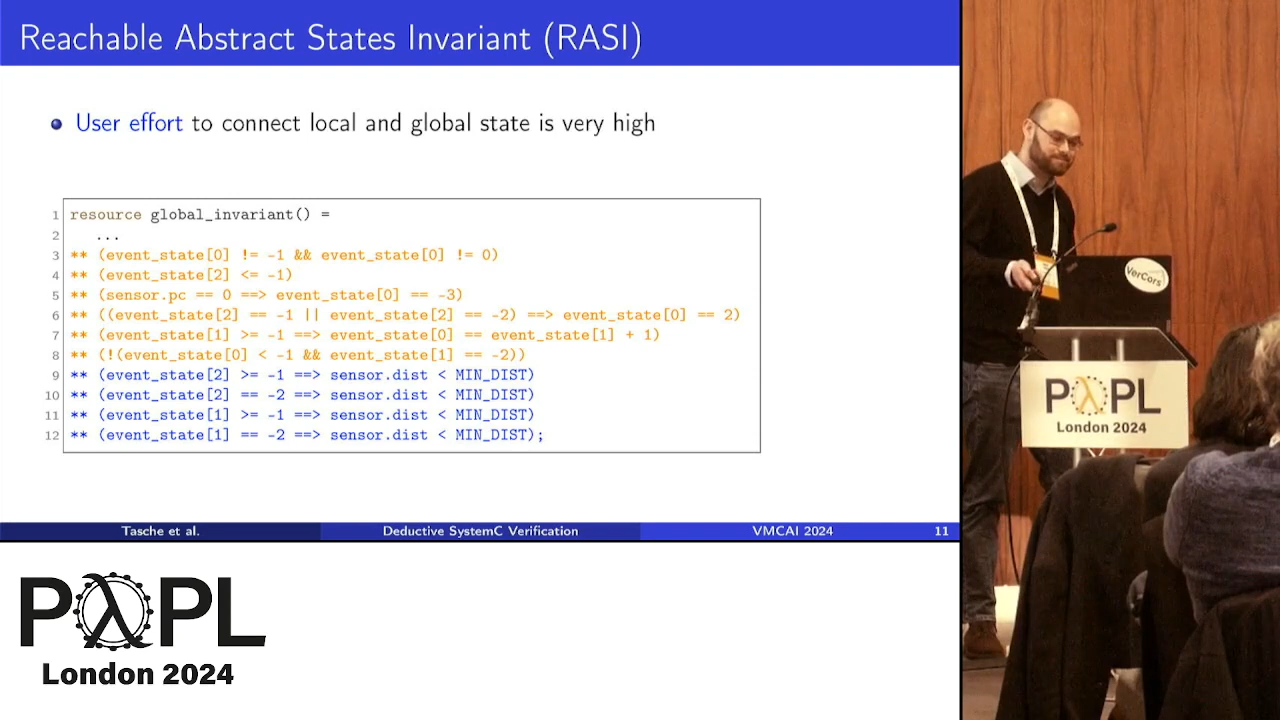 Reachable Abstract States Invariant (RASI)
User effort to connect local and global state is very high
1 resource global_invariant() =
2 ...
3 ** (event_state[0] != -1 && event_state[0] != 0)
4 ** (event_state[2] <= -1)
5 ** (sensor.pc == 0 ==> event_state[0] == -3)
6 ** ((event_state[2] == -1 || event_state[2] == -2) ==> event_state[0] == 2)
7 ** (event_state[1] >= -1 ==> event_state[0] == event_state[1] + 1)
8 ** (!(event_state[0] < -1 && event_state[1] == -2))
9 ** (event_state[2] >= -1 ==> sensor.dist < MIN_DIST)
10 ** (event_state[2] == -2 ==> sensor.dist < MIN_DIST)
11 ** (event_state[1] >= -1 ==> sensor.dist < MIN_DIST)
12 ** (event_state[1] == -2 ==> sensor.dist < MIN_DIST);
Tasche et al. Deductive SystemC Verification VMCAI 2024 11
VerCors
PλPL
London 2024
PλPL
London 2024